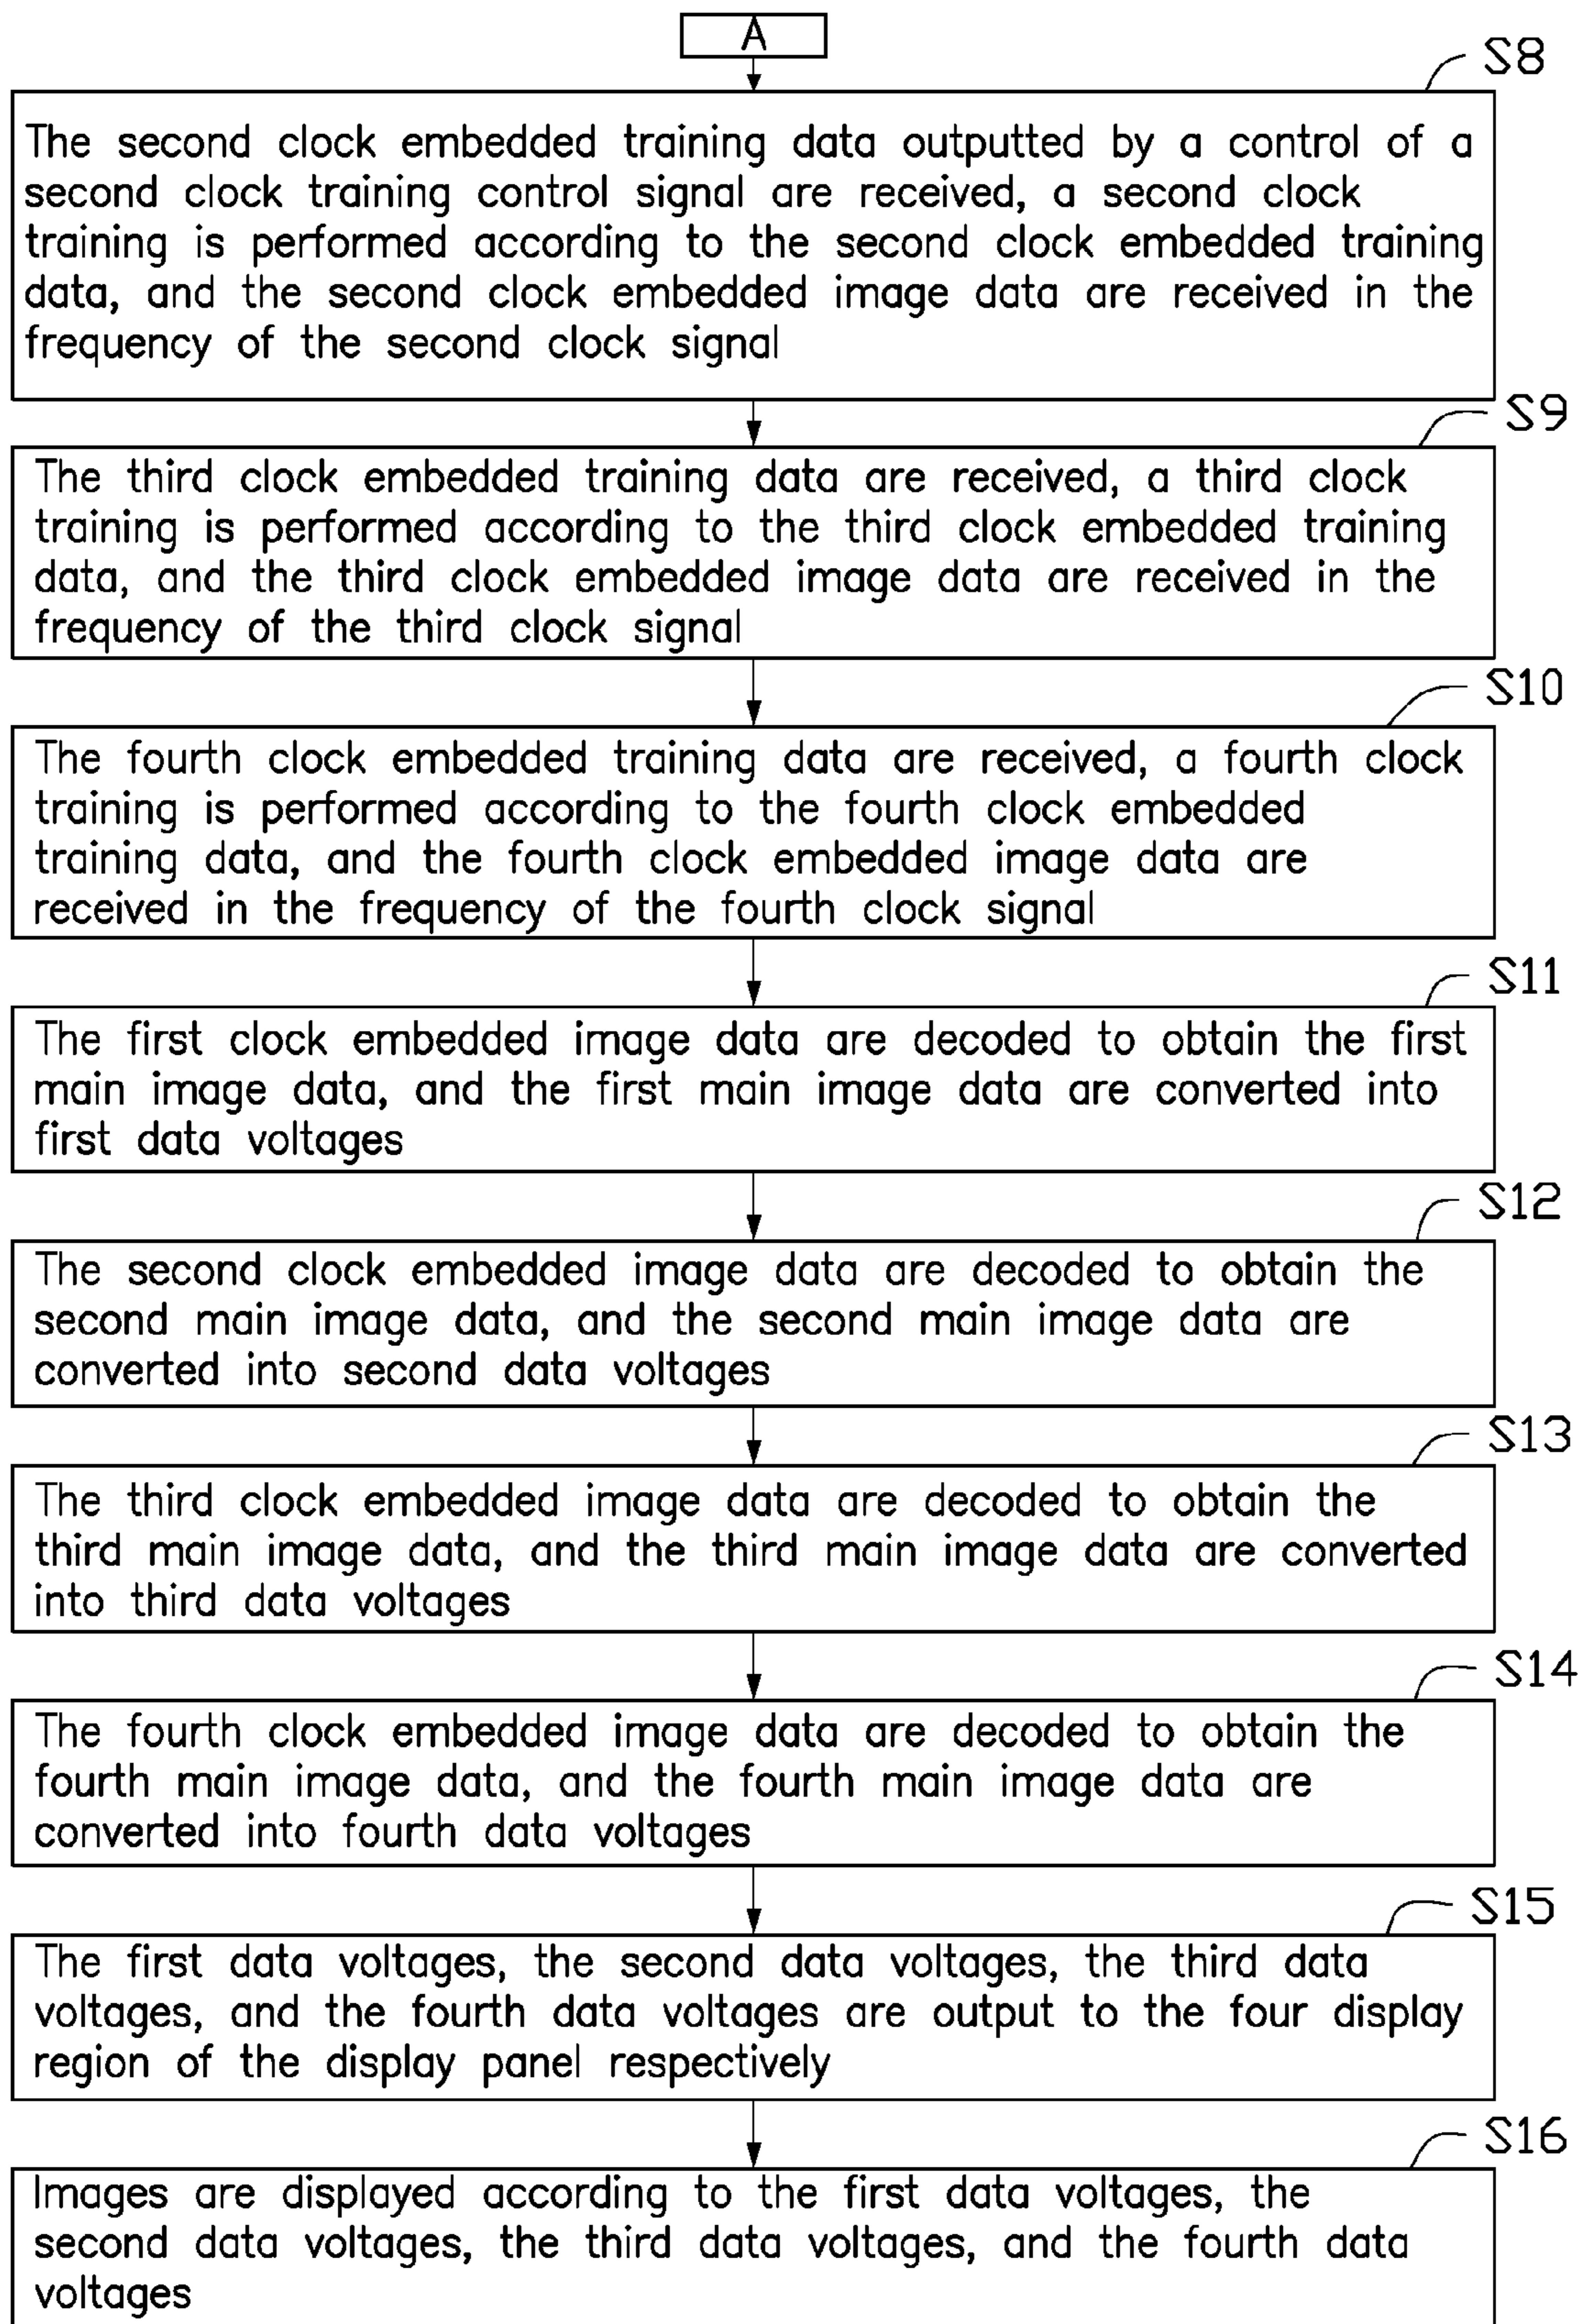 A
S8
The second clock embedded training data outputted by a control of a
second clock training control signal are received, a second clock
training is performed according to the second clock embedded training
data, and the second clock embedded image data are received in the
frequency of the second clock signal
S9
The third clock embedded training data are received, a third clock
training is performed according to the third clock embedded training
data, and the third clock embedded image data are received in the
frequency of the third clock signal
S10
The fourth clock embedded training data are received, a fourth clock
training is performed according to the fourth clock embedded
training data, and the fourth clock embedded image data are
received in the frequency of the fourth clock signal
S11
The first clock embedded image data are decoded to obtain the first
main image data, and the first main image data are converted into
first data voltages
S12
The second clock embedded image data are decoded to obtain the
second main image data, and the second main image data are
converted into second data voltages
S13
The third clock embedded image data are decoded to obtain the
third main image data, and the third main image data are converted
into third data voltages
S14
The fourth clock embedded image data are decoded to obtain the
fourth main image data, and the fourth main image data are
converted into fourth data voltages
S15
The first data voltages, the second data voltages, the third data
voltages, and the fourth data voltages are output to the four display
region of the display panel respectively
S16
Images are displayed according to the first data voltages, the
second data voltages, the third data voltages, and the fourth data
voltages